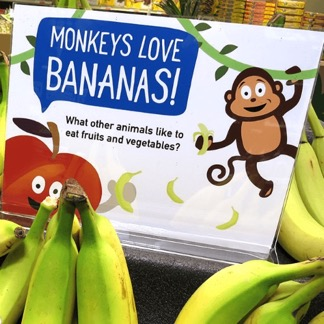 MONKEYS LOVE
BANANAS!
What other animals like to
eat fruits and vegetables?